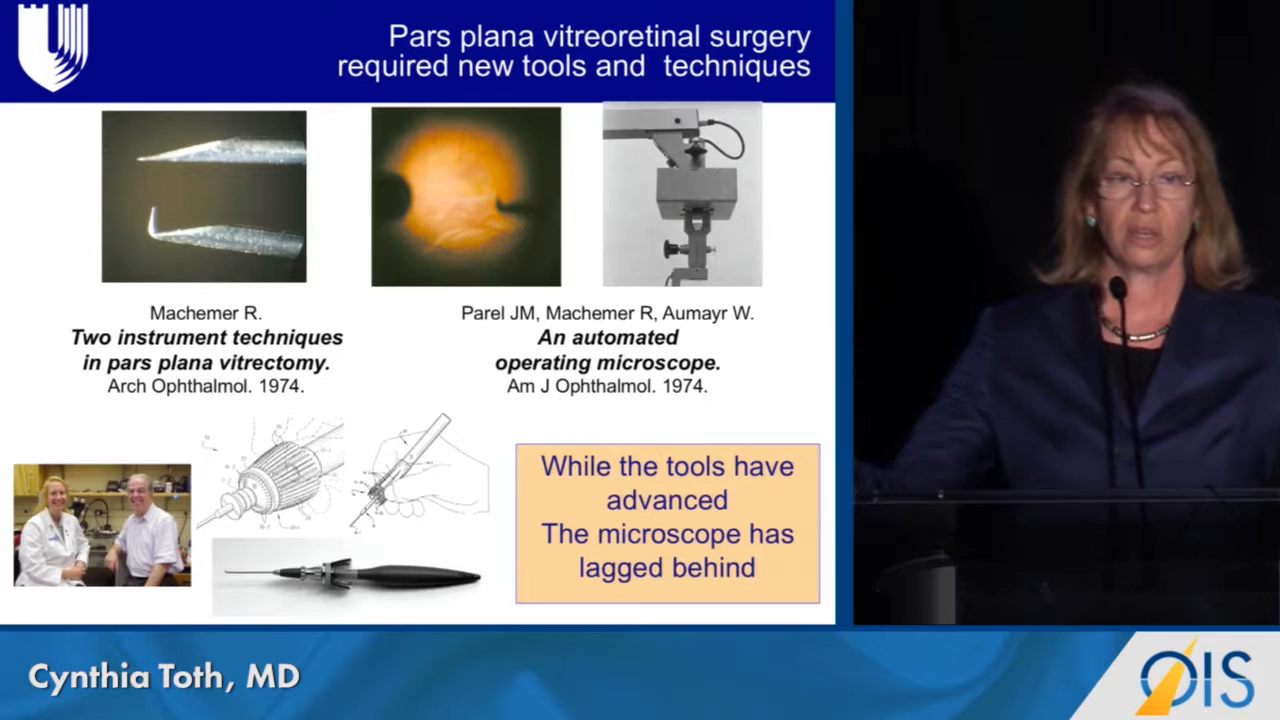 Pars plana vitreoretinal surgery
required new tools and techniques
Machemer R.
Two instrument techniques
in pars plana vitrectomy.
Arch Ophthalmol. 1974.
Parel JM, Machemer R, Aumayr W.
An automated
operating microscope.
Am J Ophthalmol. 1974.
While the tools have
advanced
The microscope has
lagged behind
Cynthia Toth, MD
OIS